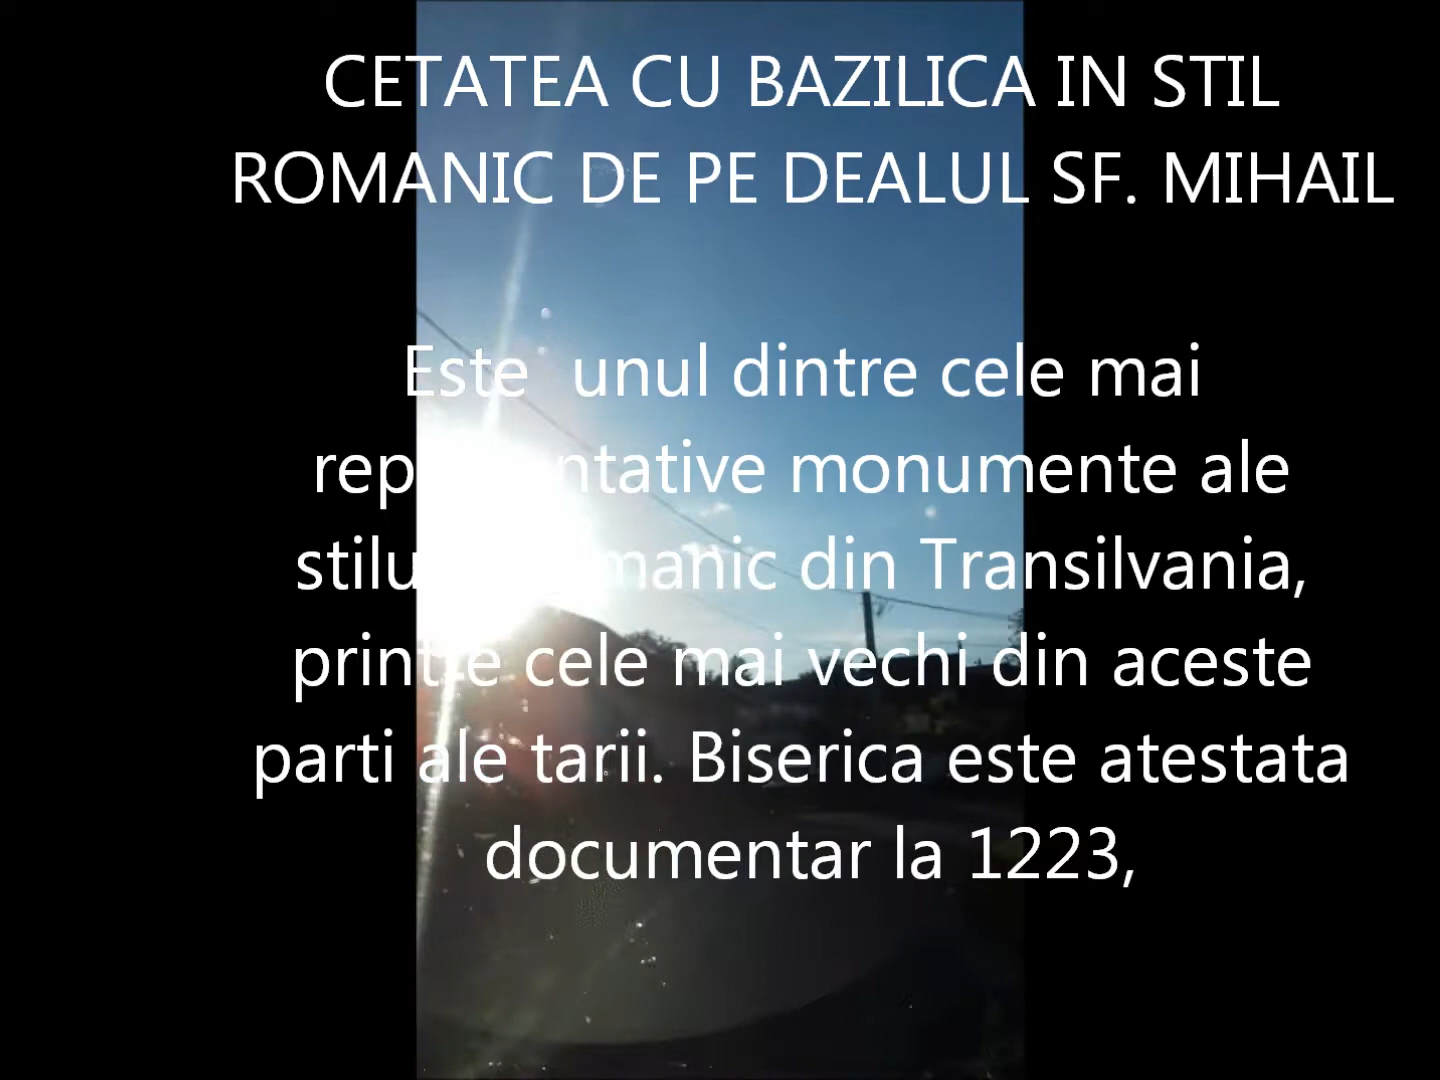 CETATEA CU BAZILICA IN STIL
ROMANIC DE PE DEALUL SF. MIHAIL
Este unul dintre cele mai
monumente ale
din Transilvania,
cele mai vechi din aceste
parti ale tarii. Biserica este atestata
documentar la 1223,